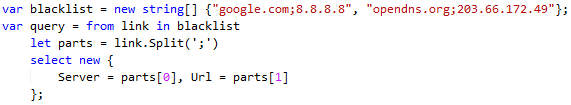 var blacklist = new string[] {"google.com;8.8.8.8", "opendns.org;203.66.172.49"};
var query = from link in blacklist
let parts = link.Split(';')
select new {
Server = parts[0], Url = parts[1]
};